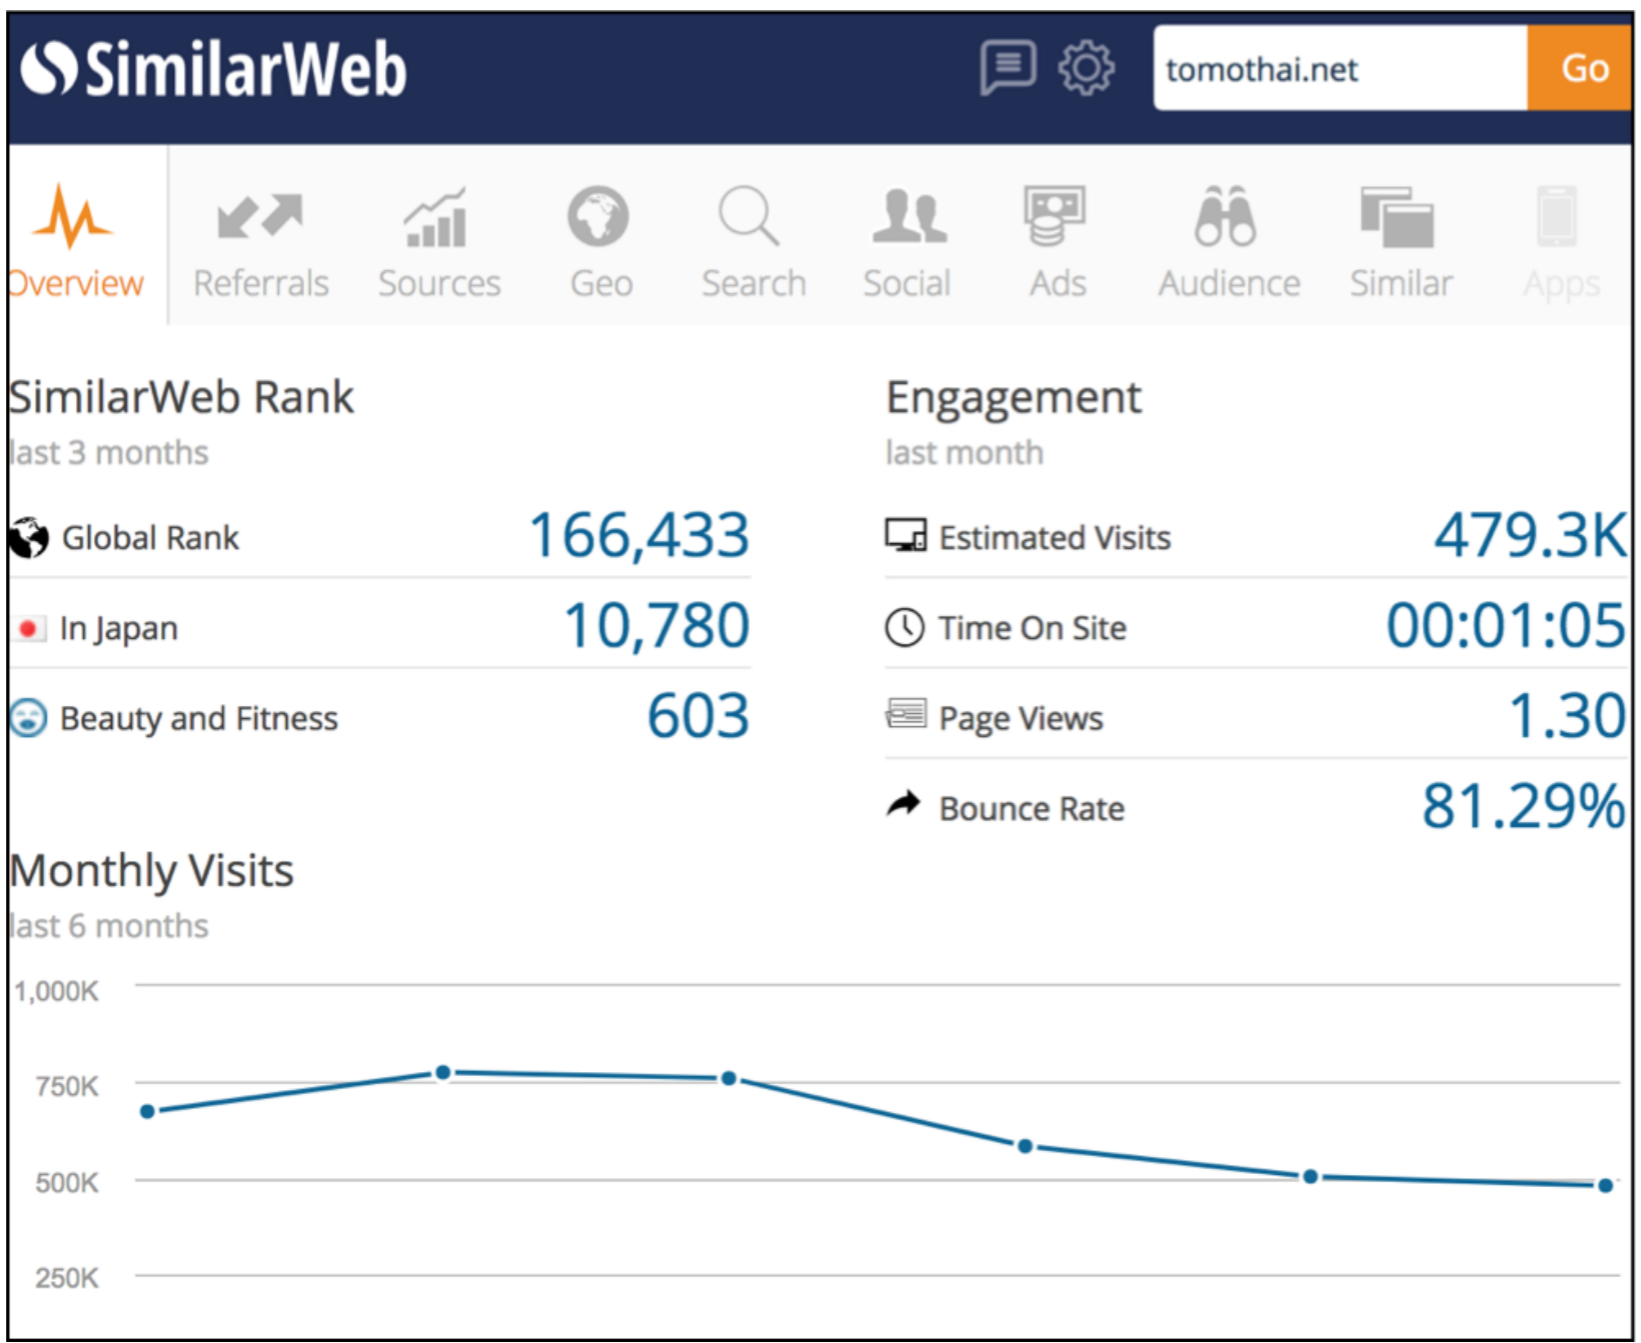 SimilarWeb
tomothai.net
Go
Overview
Referrals
Sources
Geo
Search
Social
Ads
Audience
Similar
Apps
SimilarWeb Rank
last 3 months
Global Rank 166,433
In Japan 10,780
Beauty and Fitness 603
Engagement
last month
Estimated Visits 479.3K
Time On Site 00:01:05
Page Views 1.30
Bounce Rate 81.29%
Monthly Visits
last 6 months
1,000K
750K
500K
250K